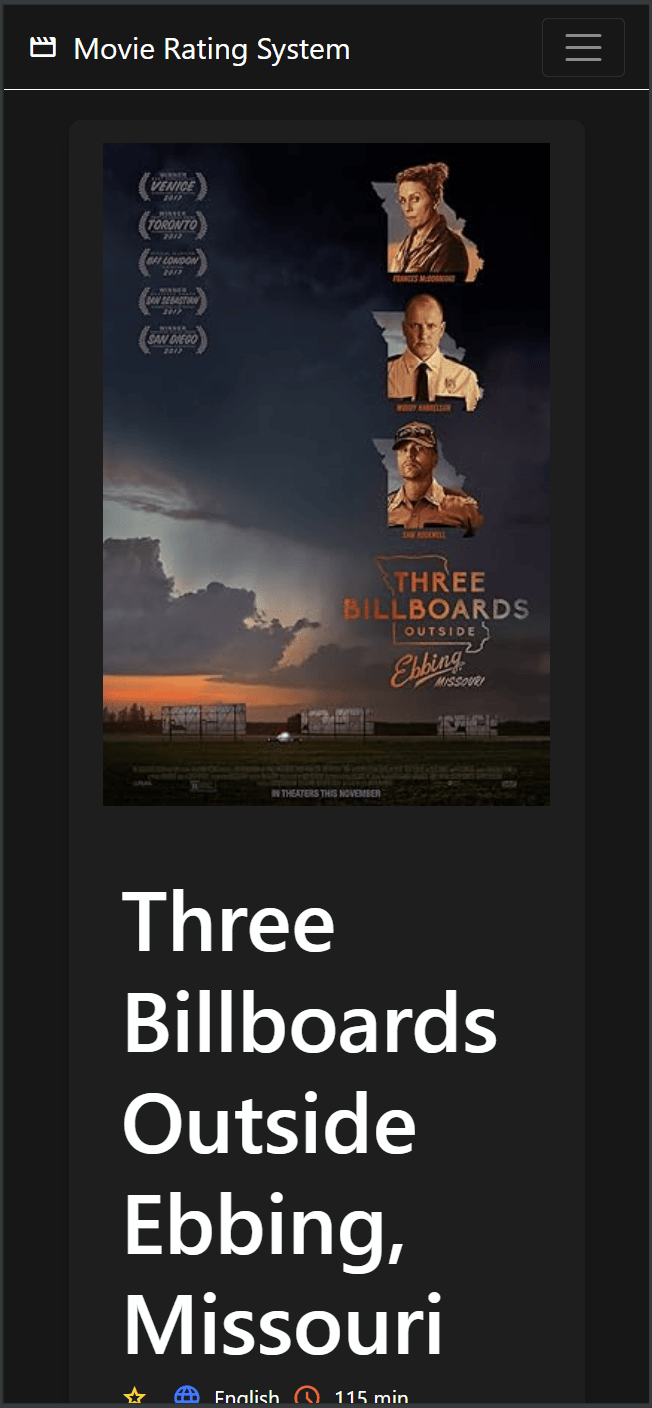 Movie Rating System
WINNER
VENICE
2017
WINNER
TORONTO
2017
BFI LONDON
2017
WINNER
SAN SEBASTIAN
2017
WINNER
SAN DIEGO
2017
FRANCES McDORMAND
WOODY HARRELSON
SAM ROCKWELL
THREE
BILLBOARDS
OUTSIDE
Ebbing,
MISSOURI
IN THEATERS THIS NOVEMBER
Three
Billboards
Outside
Ebbing,
Missouri
English 115 min